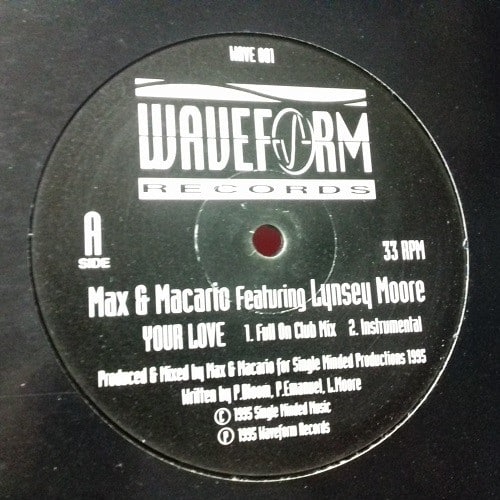 WAVE 001
WAVEFORM
RECORDS
A
SIDE
33 RPM
Max & Macario Featuring Lynsey Moore
YOUR LOVE 1. Full On Club Mix 2. Instrumental
Produced & Mixed by Max & Macario for Single Minded Productions 1995
Written by P.Bloom, P.Emanuel, L.Moore
© 1995 Single Minded Music
℗ 1995 Waveform Records